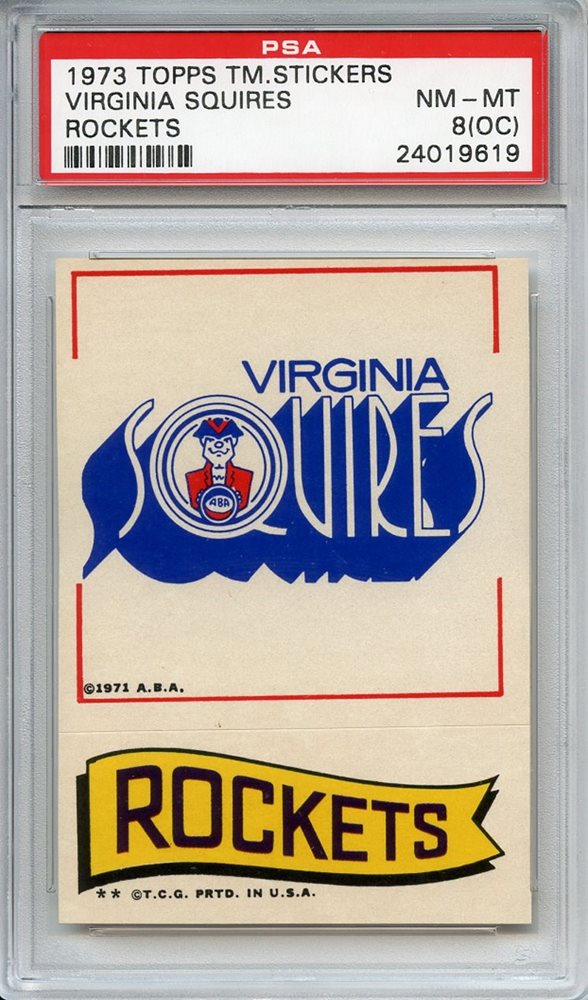 PSA
1973 TOPPS TM.STICKERS
VIRGINIA SQUIRES NM – MT
ROCKETS 8(OC)
24019619
VIRGINIA
SQUIRES
ABA
©1971 A.B.A.
ROCKETS
** ©T.C.G. PRTD. IN U.S.A.